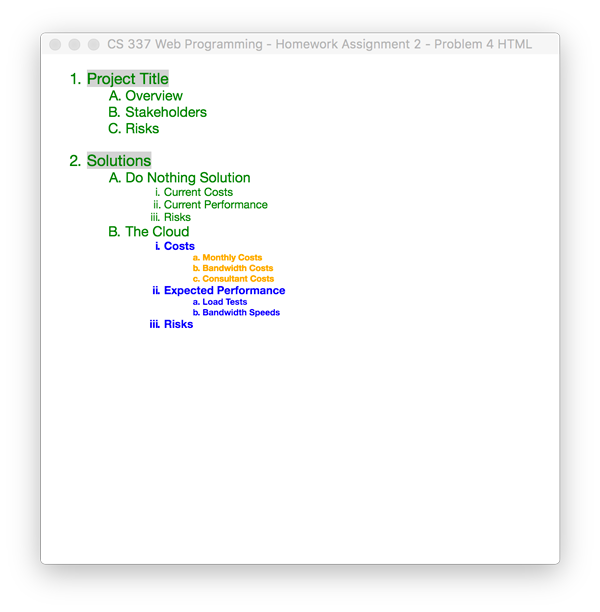 CS 337 Web Programming - Homework Assignment 2 - Problem 4 HTML
1. Project Title
A. Overview
B. Stakeholders
C. Risks
2. Solutions
A. Do Nothing Solution
i. Current Costs
ii. Current Performance
iii. Risks
B. The Cloud
i. Costs
a. Monthly Costs
b. Bandwidth Costs
c. Consultant Costs
ii. Expected Performance
a. Load Tests
b. Bandwidth Speeds
iii. Risks